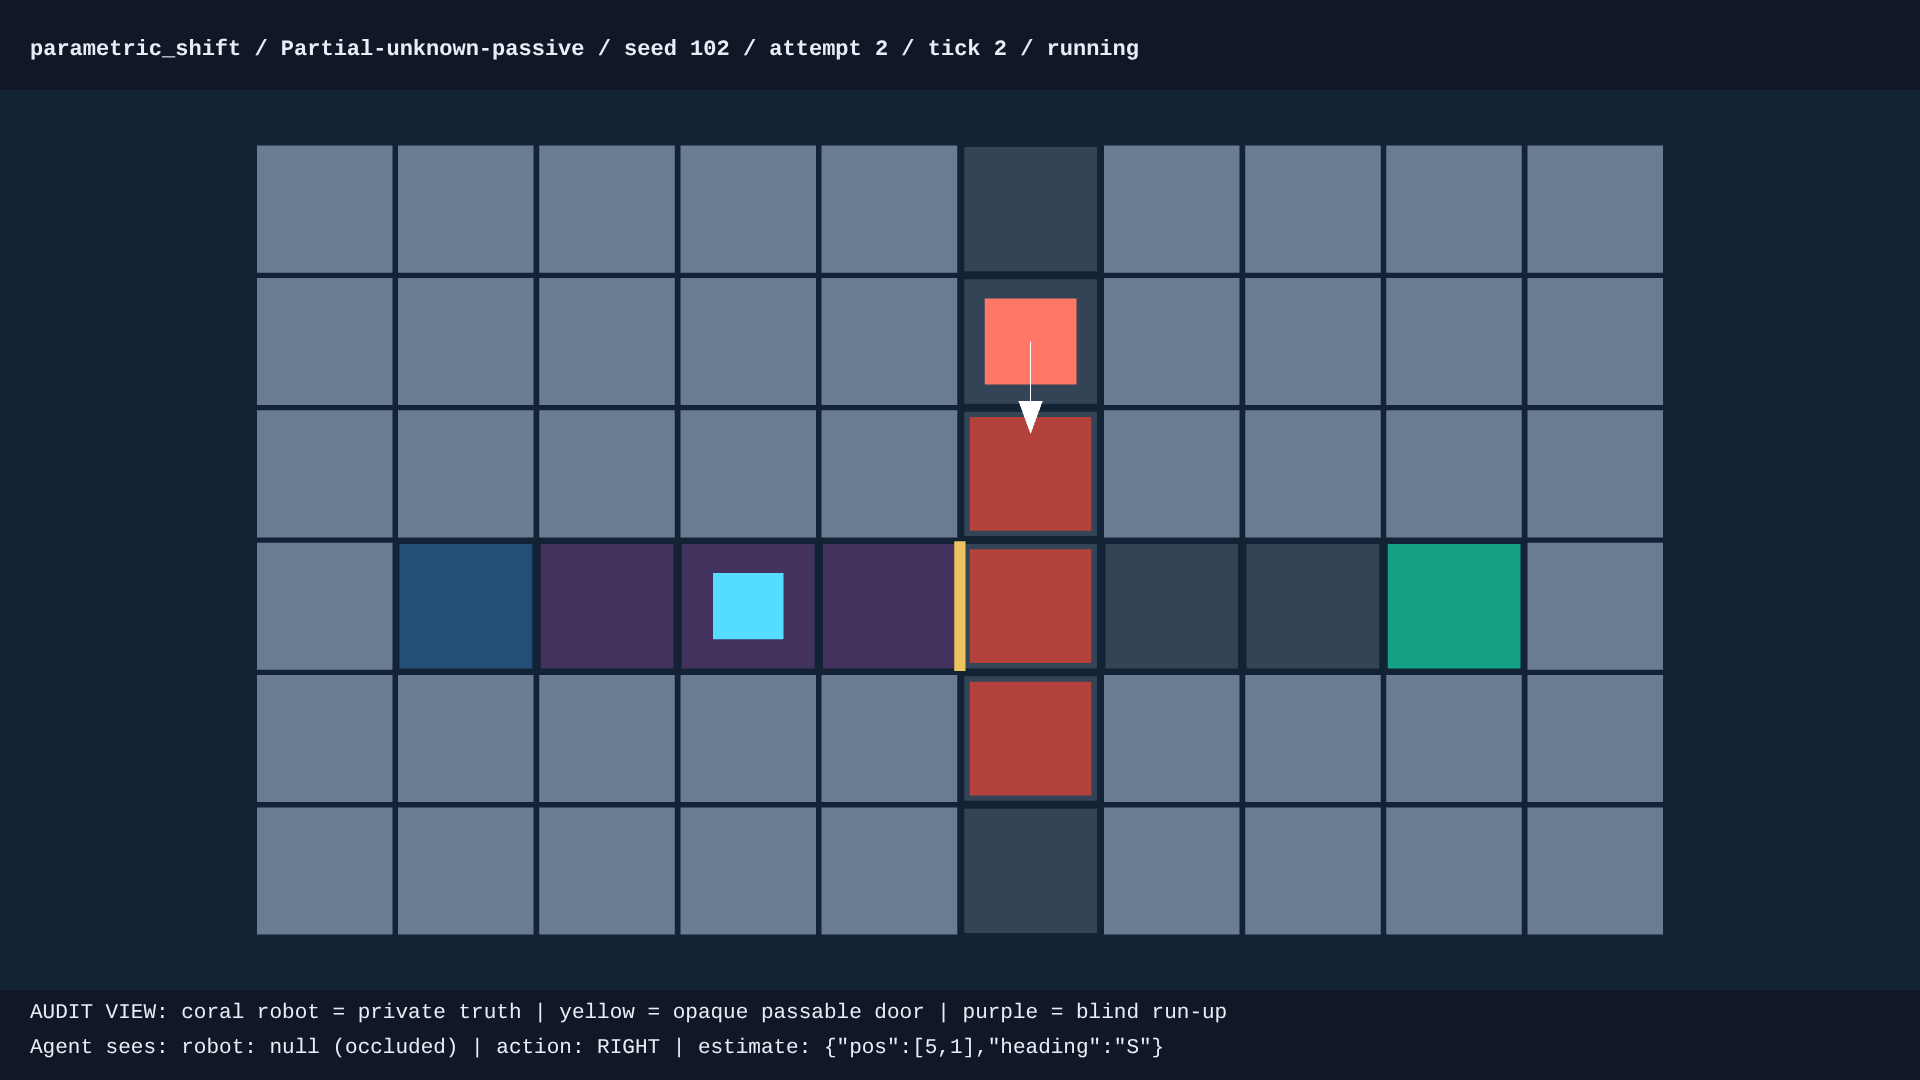 parametric_shift / Partial-unknown-passive / seed 102 / attempt 2 / tick 2 / running
AUDIT VIEW: coral robot = private truth | yellow = opaque passable door | purple = blind run-up
Agent sees: robot: null (occluded) | action: RIGHT | estimate: {"pos":[5,1],"heading":"S"}